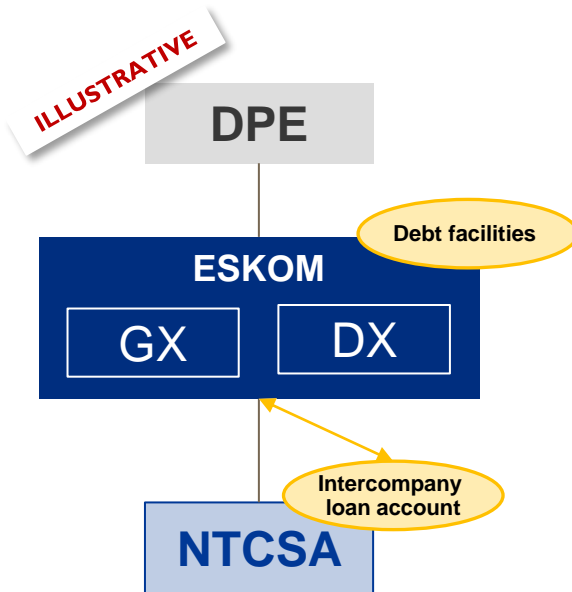 ILLUSTRATIVE
DPE
Debt facilities
ESKOM
GX
DX
Intercompany
loan account
NTCSA